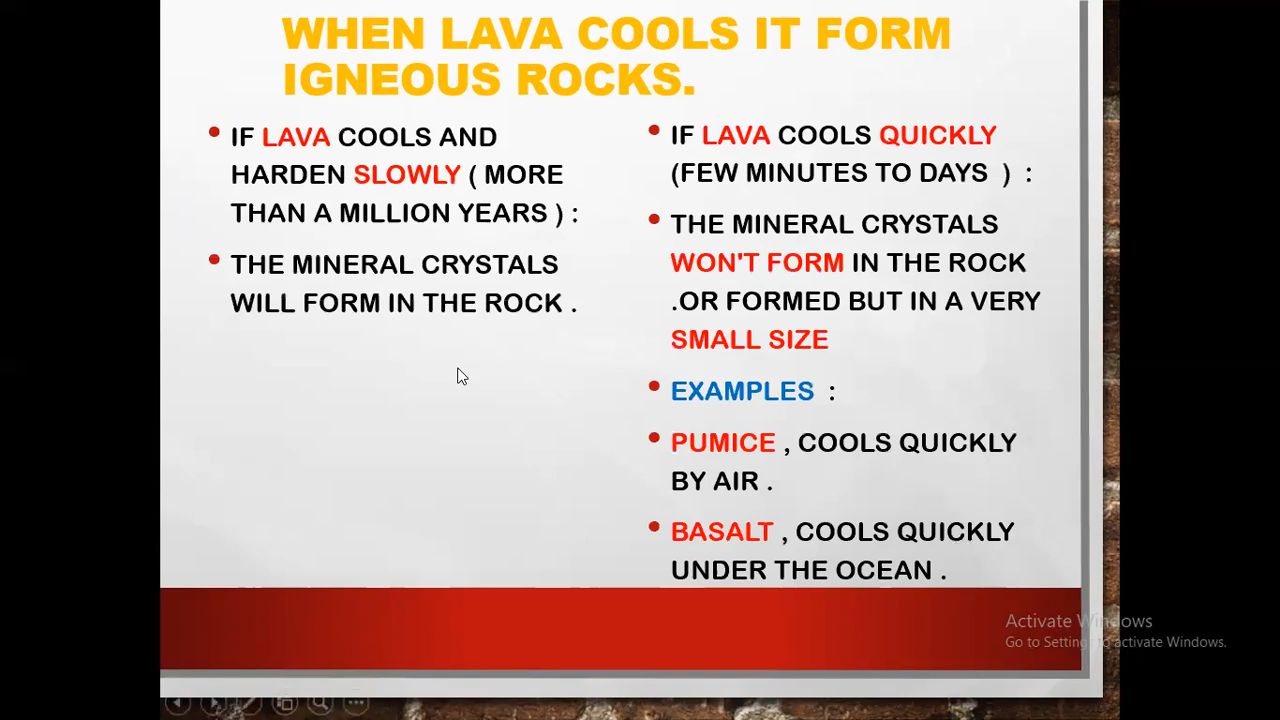 WHEN LAVA COOLS IT FORM
IGNEOUS ROCKS.
• IF LAVA COOLS AND
HARDEN SLOWLY ( MORE
THAN A MILLION YEARS ) :
• THE MINERAL CRYSTALS
WILL FORM IN THE ROCK .
• IF LAVA COOLS QUICKLY
(FEW MINUTES TO DAYS ) :
• THE MINERAL CRYSTALS
WON'T FORM IN THE ROCK
.OR FORMED BUT IN A VERY
SMALL SIZE
• EXAMPLES :
• PUMICE , COOLS QUICKLY
BY AIR .
• BASALT , COOLS QUICKLY
UNDER THE OCEAN .
Activate Windows
Go to Settings to activate Windows.